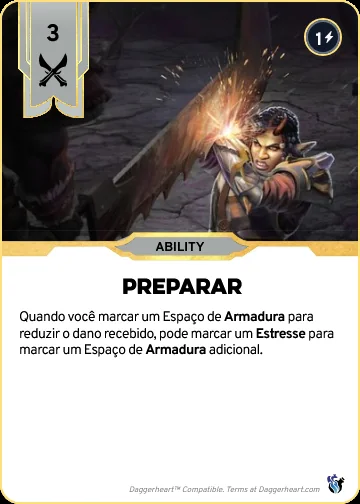 3
1
ABILITY
PREPARAR
Quando você marcar um Espaço de Armadura para
reduzir o dano recebido, pode marcar um Estresse para
marcar um Espaço de Armadura adicional.
Daggerheart™ Compatible. Terms at Daggerheart.com